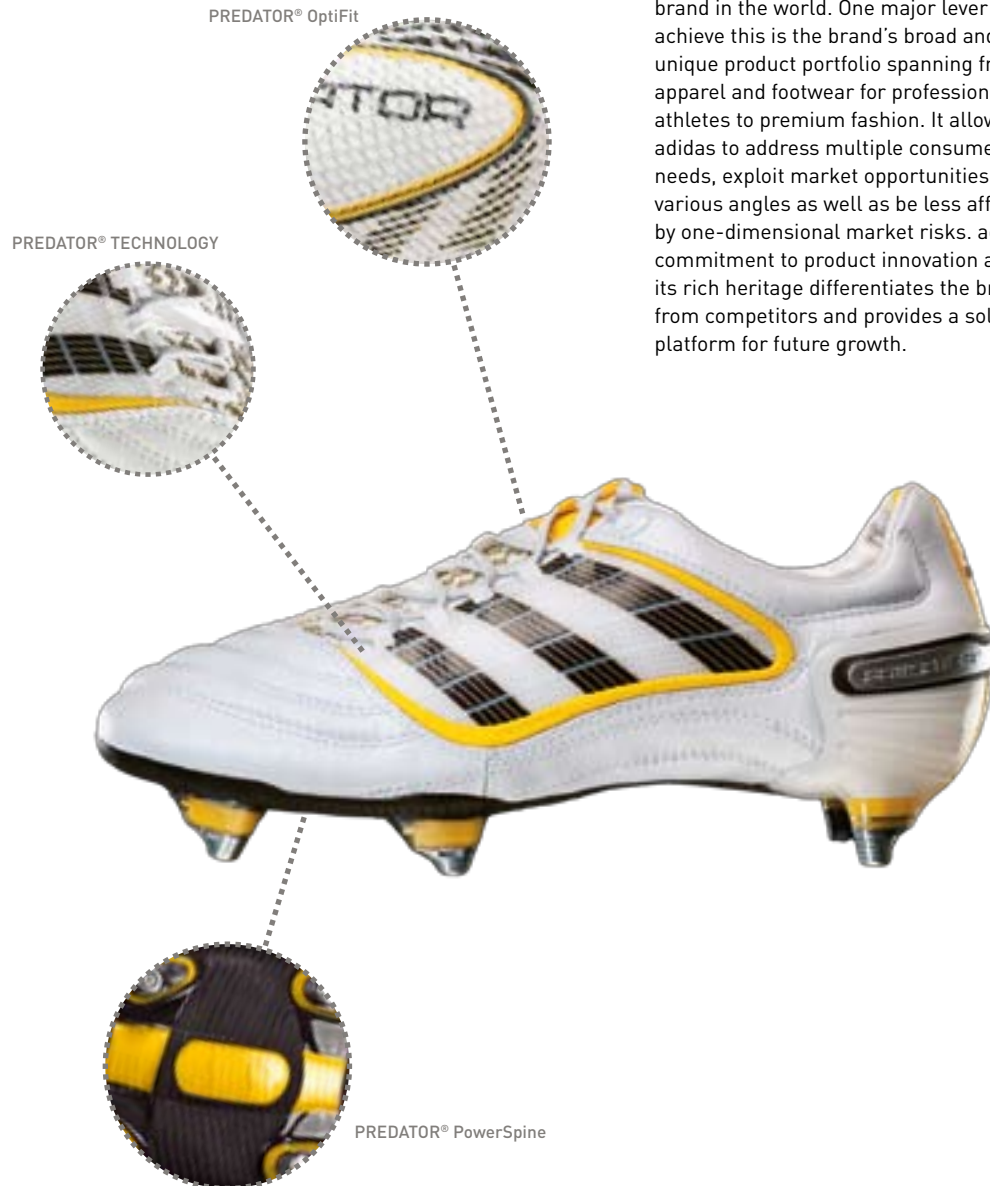 PREDATOR® OptiFit
brand in the world. One major lever
achieve this is the brand’s broad and
unique product portfolio spanning fr
apparel and footwear for profession
athletes to premium fashion. It allow
adidas to address multiple consume
needs, exploit market opportunities
various angles as well as be less aff
by one-dimensional market risks. a
commitment to product innovation a
its rich heritage differentiates the br
from competitors and provides a sol
platform for future growth.
ATOR
PREDATOR® TECHNOLOGY
PREDATOR® PowerSpine